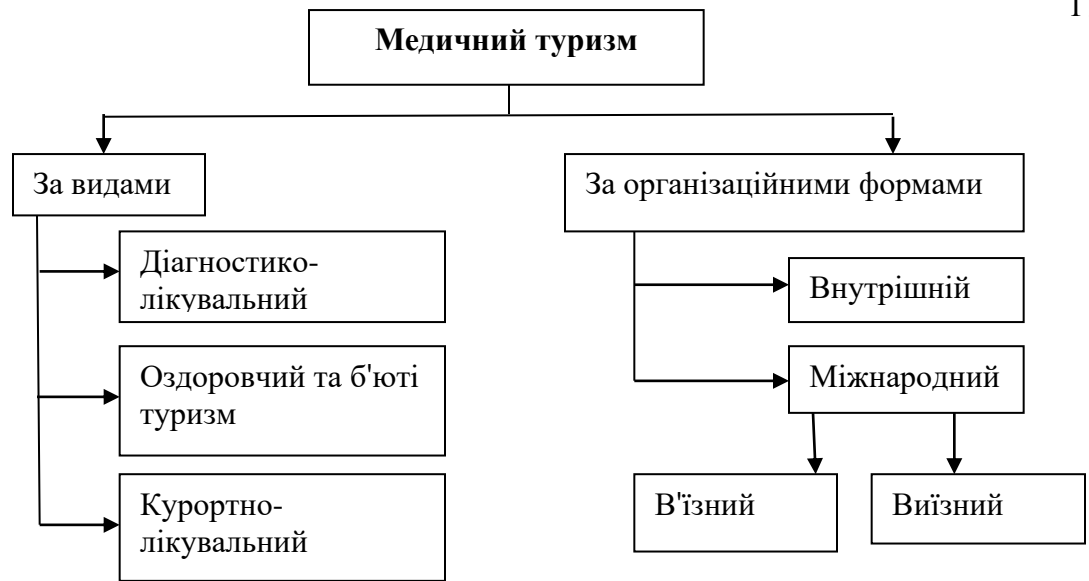 Медичний туризм
За видами
За організаційними формами
Діагностико-
лікувальний
Внутрішній
Оздоровчий та б'юті
туризм
Міжнародний
Курортно-
лікувальний
В'їзний
Виїзний